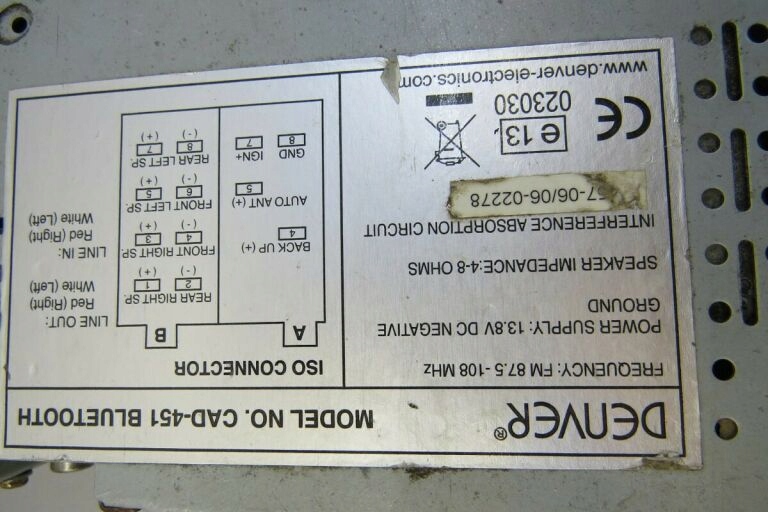 DENVER® MODEL NO. CAD-451 BLUETOOTH
FREQUENCY: FM 87.5 -108 MHz
POWER SUPPLY: 13.8V DC NEGATIVE
GROUND
SPEAKER IMPEDANCE:4-8 OHMS
INTERFERENCE ABSORPTION CIRCUIT
57-06/06-02278
e 13
023030
CE
www.denver-electronics.com
ISO CONNECTOR
A
4
BACK UP (+)
5
AUTO ANT (+)
8 7
GND IGN+
B
2 1
(-) (+)
REAR RIGHT SP.
4 3
(-) (+)
FRONT RIGHT SP.
6 5
(-) (+)
FRONT LEFT SP.
8 7
(-) (+)
REAR LEFT SP.
LINE OUT:
Red (Right)
White (Left)
LINE IN:
Red (Right)
White (Left)